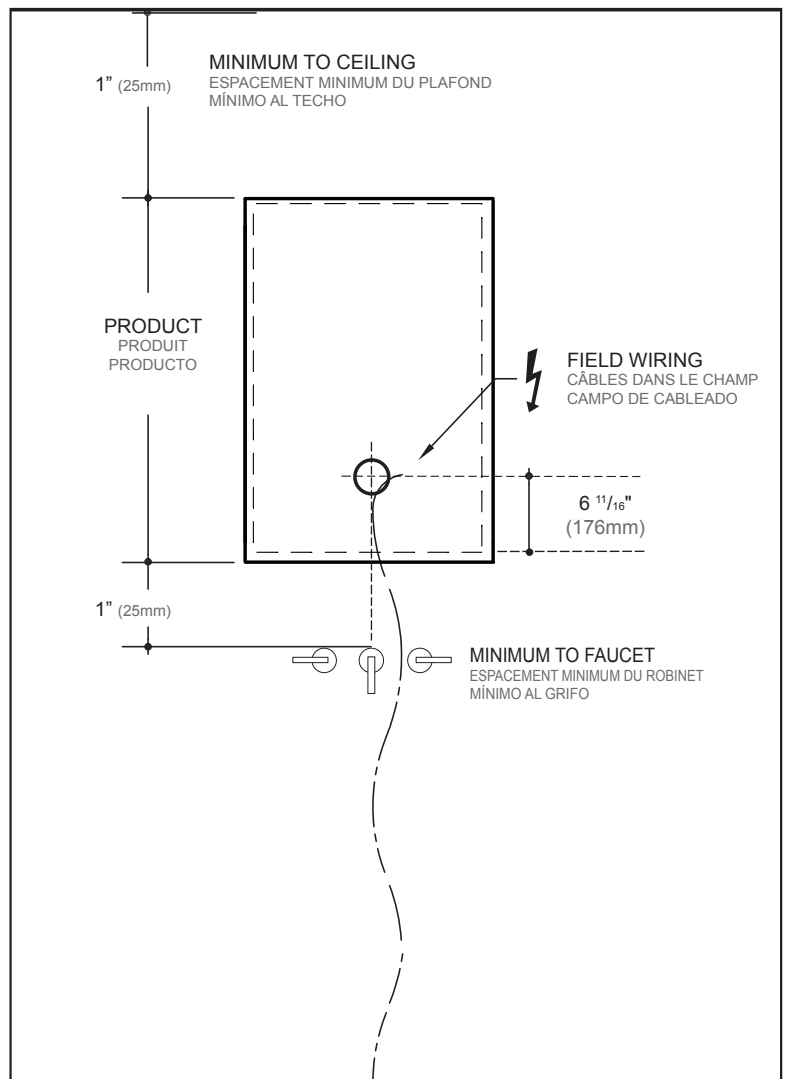 1” (25mm)
MINIMUM TO CEILING
ESPACEMENT MINIMUM DU PLAFOND
MÍNIMO AL TECHO
PRODUCT
PRODUIT
PRODUCTO
FIELD WIRING
CÂBLES DANS LE CHAMP
CAMPO DE CABLEADO
6 11/16"
(176mm)
1” (25mm)
MINIMUM TO FAUCET
ESPACEMENT MINIMUM DU ROBINET
MÍNIMO AL GRIFO